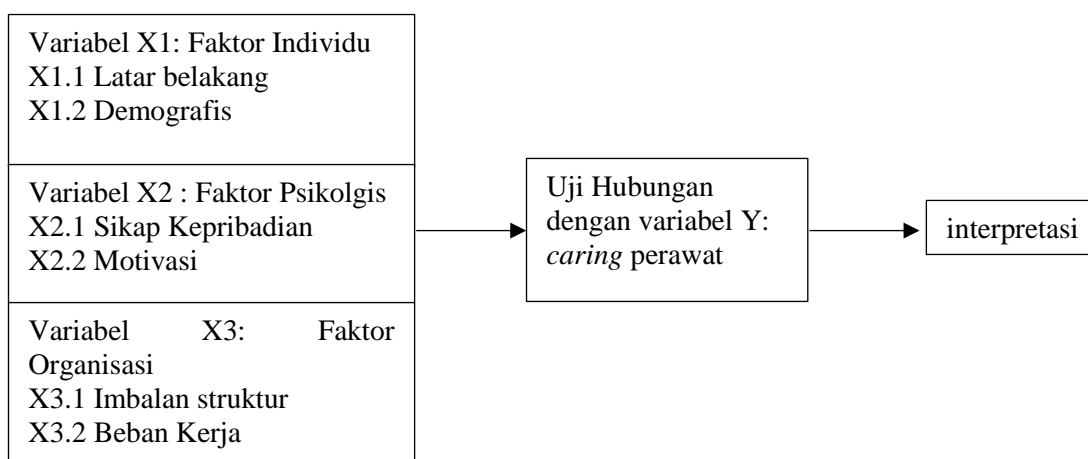 Variabel X1: Faktor Individu
X1.1 Latar belakang
X1.2 Demografis
Variabel X2 : Faktor Psikolgis
X2.1 Sikap Kepribadian
X2.2 Motivasi
Variabel X3: Faktor
Organisasi
X3.1 Imbalan struktur
X3.2 Beban Kerja
Uji Hubungan
dengan variabel Y:
caring perawat
interpretasi